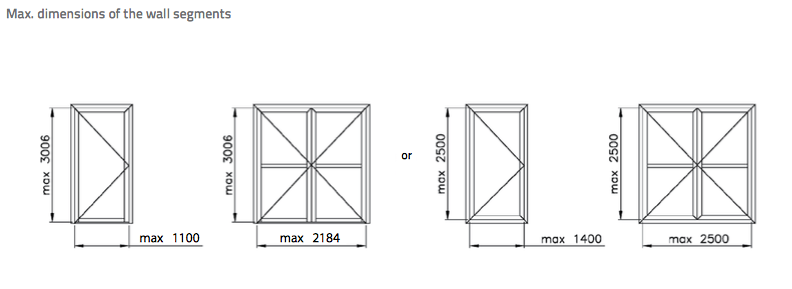 Max. dimensions of the wall segments
max 3006
max 1100
max 3006
max 2184
or
max 2500
max 1400
max 2500
max 2500